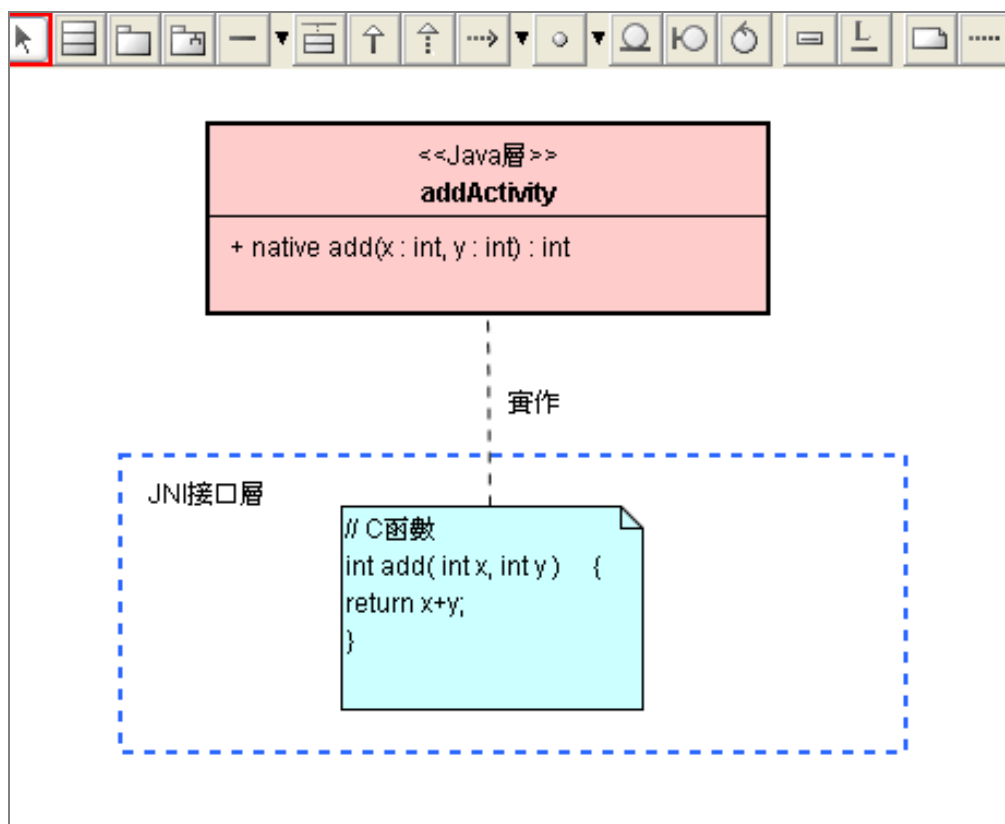 <<Java層>>
addActivity
+ native add(x : int, y : int) : int
實作
JNI接口層
// C函數
int add( int x, int y )    {
return x+y;
}